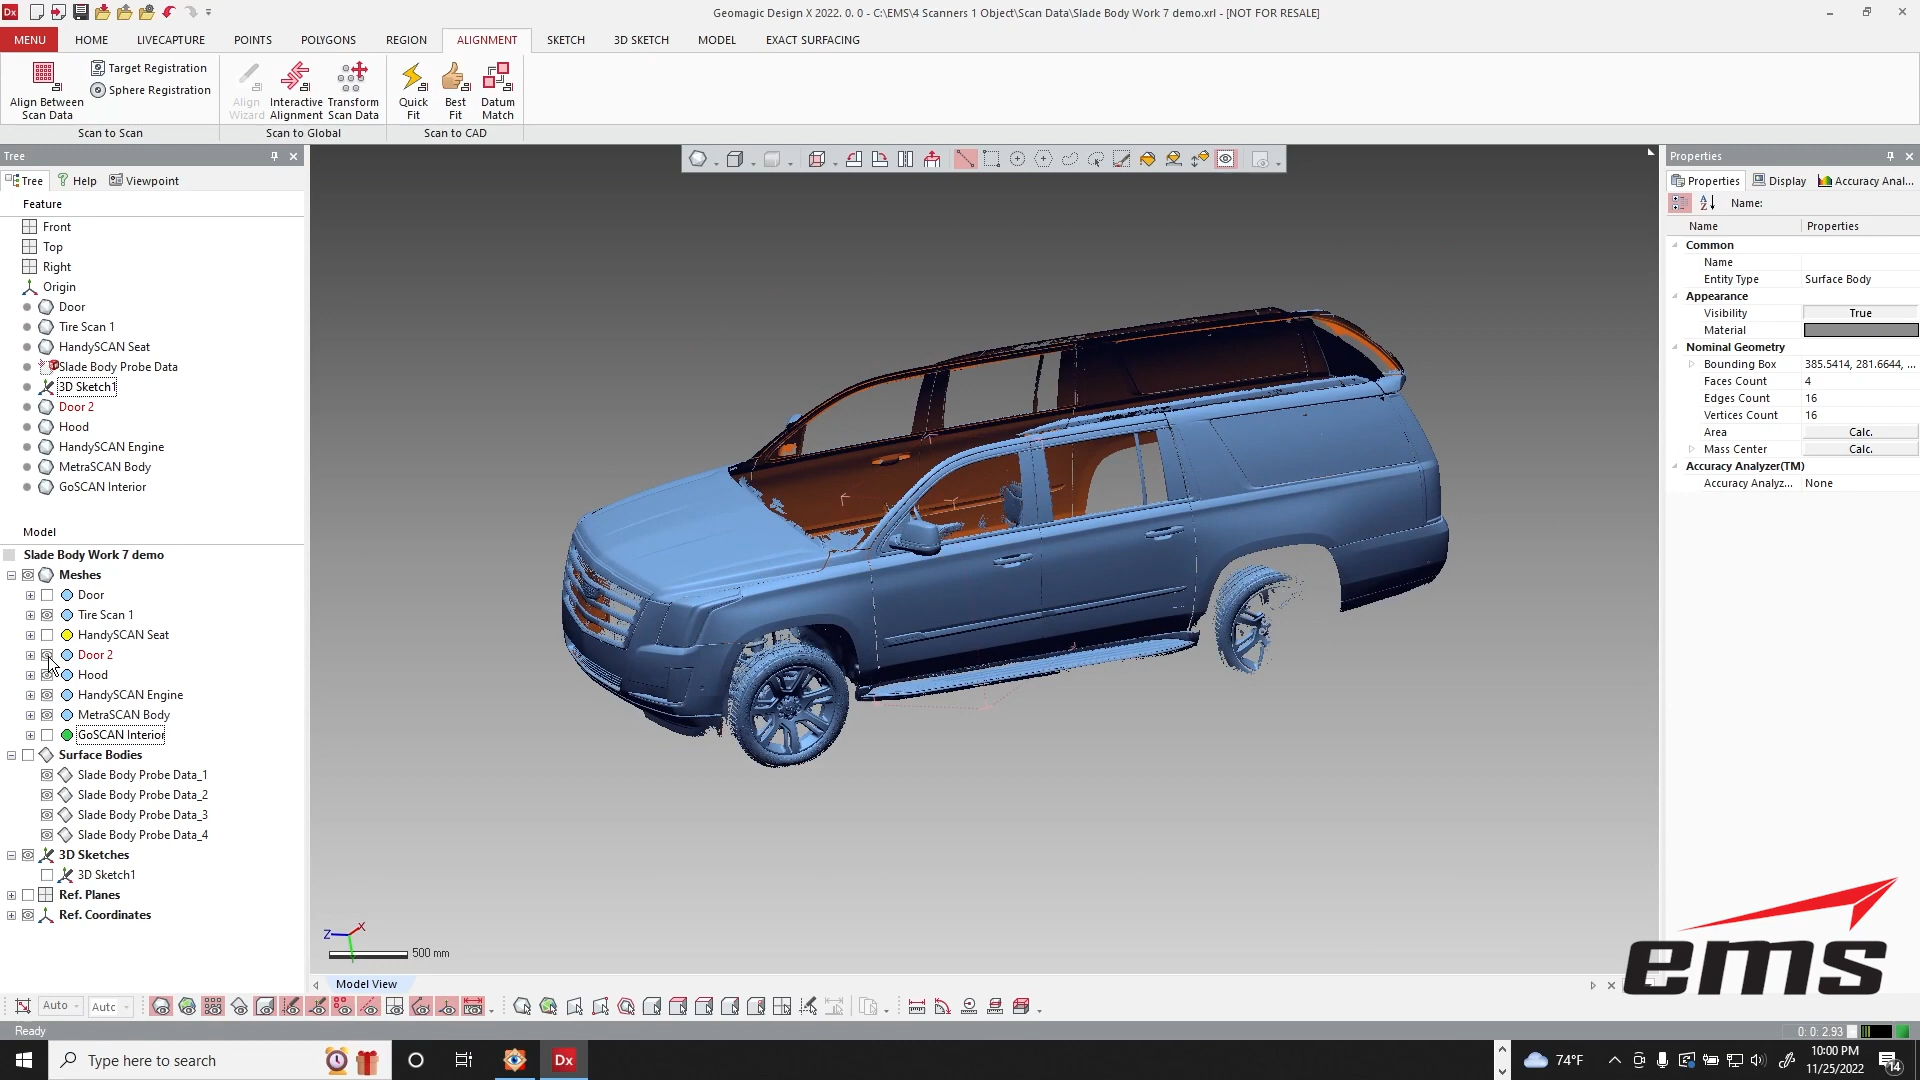 Dx
Geomagic Design X 2022. 0. 0 - C:\EMS\4 Scanners 1 Object\Scan Data\Slade Body Work 7 demo.xrl - [NOT FOR RESALE]
MENU HOME LIVECAPTURE POINTS POLYGONS REGION ALIGNMENT SKETCH 3D SKETCH MODEL EXACT SURFACING
Align Between Scan Data
Target Registration
Sphere Registration
Align Wizard
Interactive Alignment
Transform Scan Data
Quick Fit
Best Fit
Datum Match
Scan to Scan Scan to Global Scan to CAD
Tree
Tree Help Viewpoint
Feature
Front
Top
Right
Origin
Door
Tire Scan 1
HandySCAN Seat
Slade Body Probe Data
3D Sketch1
Door 2
Hood
HandySCAN Engine
MetraSCAN Body
GoSCAN Interior
Model
Slade Body Work 7 demo
Meshes
Door
Tire Scan 1
HandySCAN Seat
Door 2
Hood
HandySCAN Engine
MetraSCAN Body
GoSCAN Interior
Surface Bodies
Slade Body Probe Data_1
Slade Body Probe Data_2
Slade Body Probe Data_3
Slade Body Probe Data_4
3D Sketches
3D Sketch1
Ref. Planes
Ref. Coordinates
Z X
500 mm
Model View
Properties
Properties Display Accuracy Anal...
Name:
Name Properties
Common
Name
Entity Type Surface Body
Appearance
Visibility True
Material
Nominal Geometry
Bounding Box 385.5414, 281.6644, ...
Faces Count 4
Edges Count 16
Vertices Count 16
Area Calc.
Mass Center Calc.
Accuracy Analyzer(TM)
Accuracy Analyz... None
ems
Auto Auto
Ready
0: 0: 2.93
Type here to search
Dx
74°F
10:00 PM
11/25/2022
14